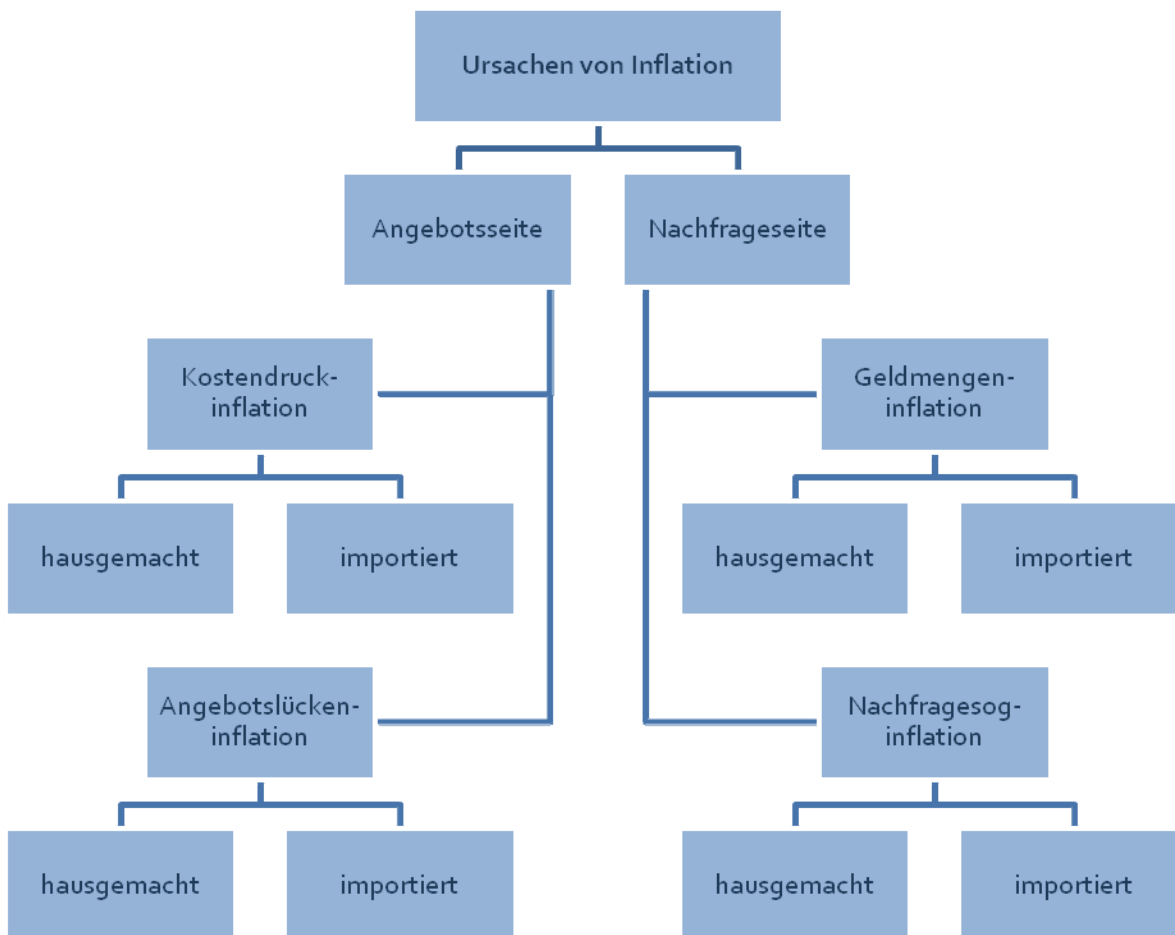 Ursachen von Inflation
Angebotsseite
Nachfrageseite
Kostendruck-
inflation
Geldmengen-
inflation
hausgemacht
importiert
hausgemacht
importiert
Angebotslücken-
inflation
Nachfragesog-
inflation
hausgemacht
importiert
hausgemacht
importiert